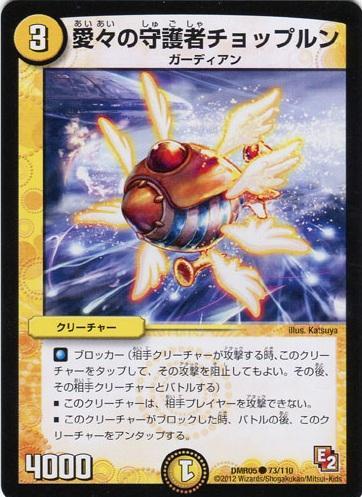 3
あいあい しゅごしゃ
愛々の守護者チョップルン
ガーディアン
illus. Katsuya
クリーチャー
ブロッカー(相手クリーチャーが攻撃する時、このクリー
チャーをタップして、その攻撃を阻止してもよい。その後、
その相手クリーチャーとバトルする)
■ このクリーチャーは、相手プレイヤーを攻撃できない。
■ このクリーチャーがブロックした時、バトルの後、このク
リーチャーをアンタップする。
4000
1
DMR05 ● 73/110
©2012 Wizards/Shogakukan/Mitsui-Kids
E2